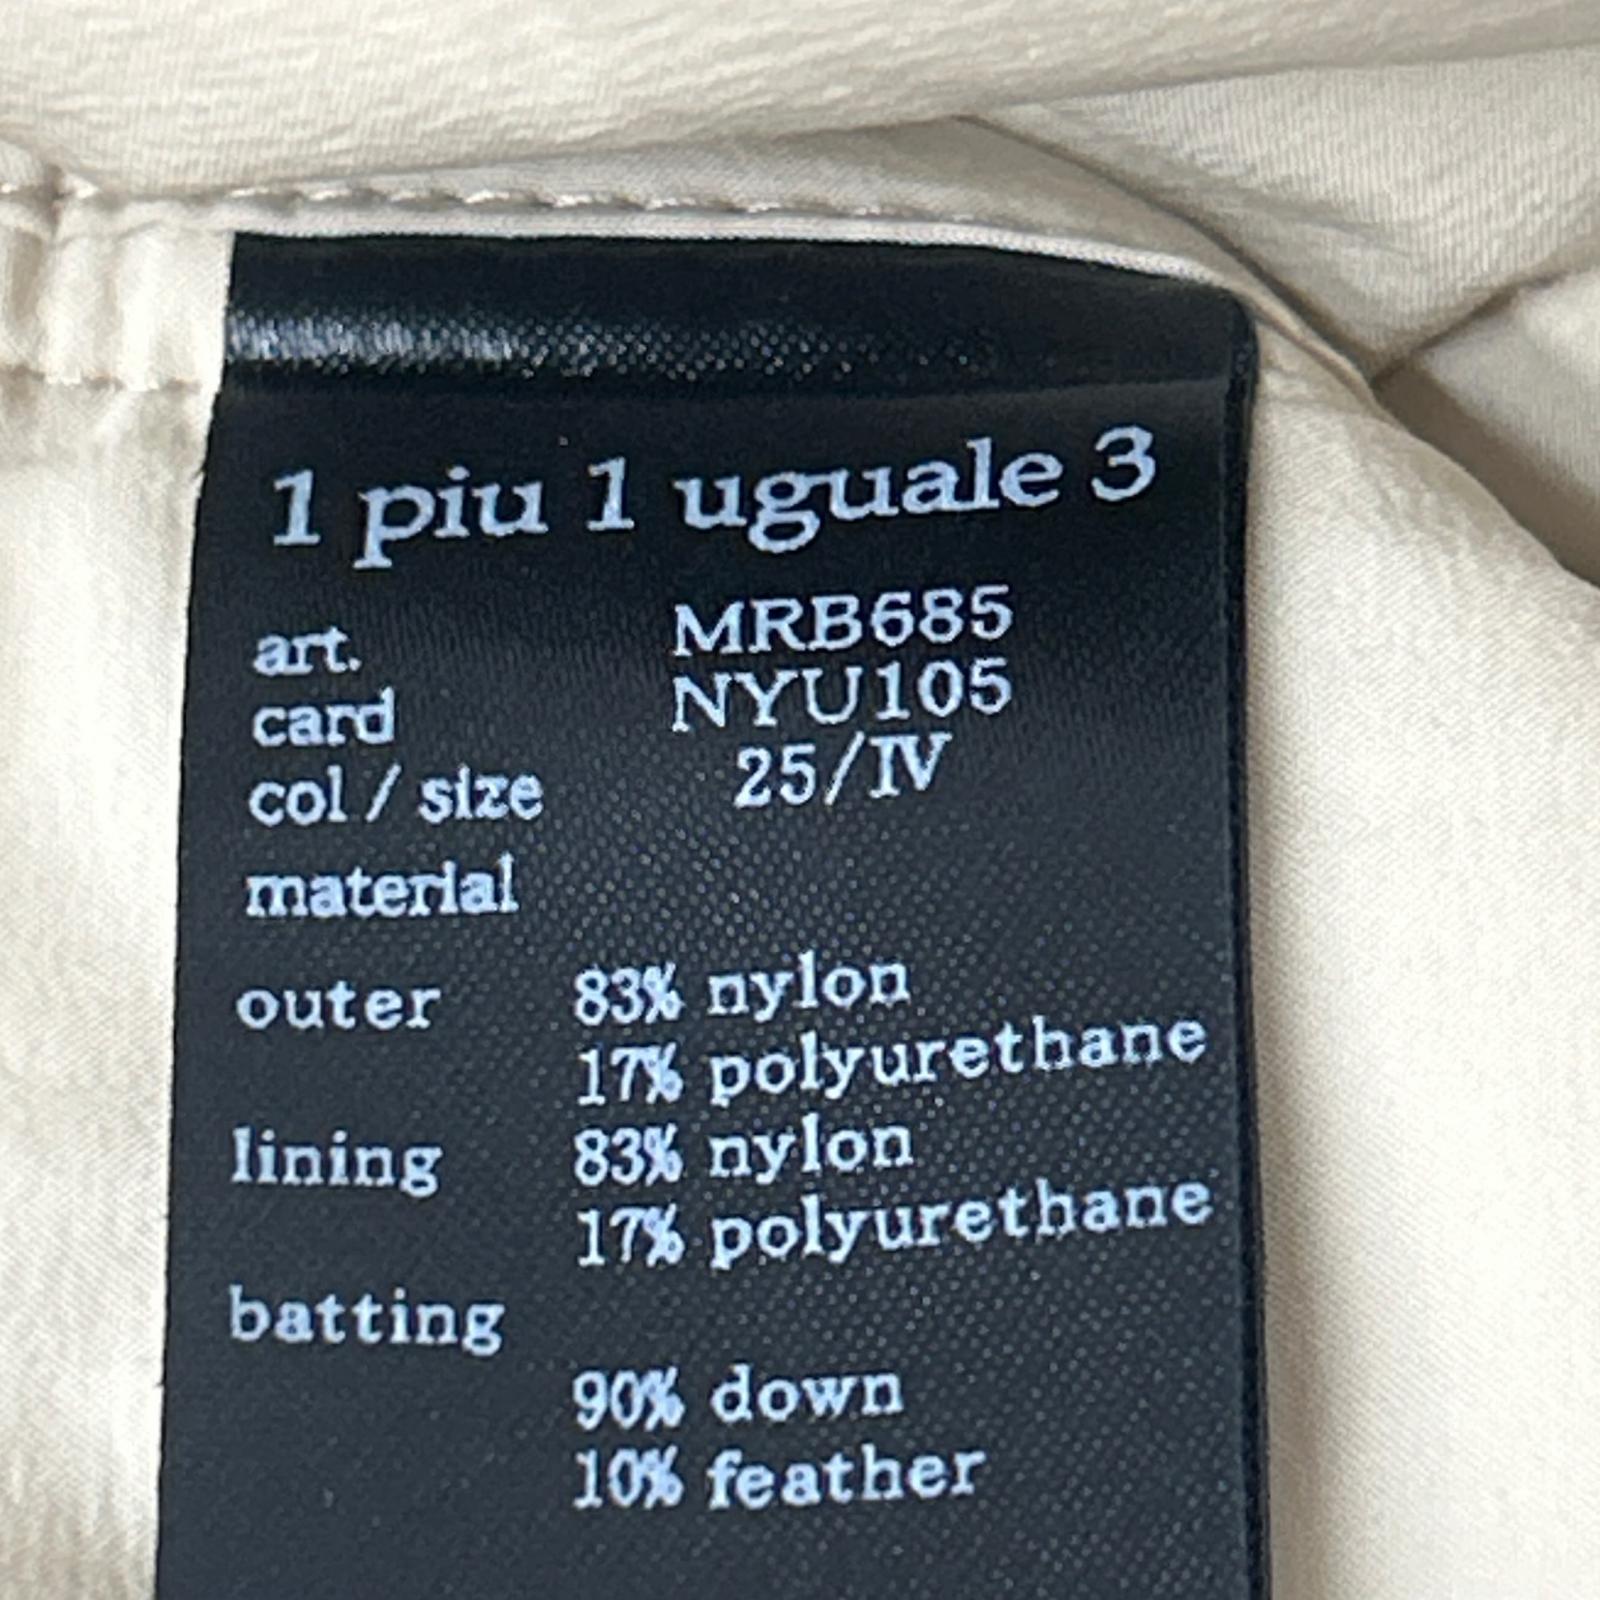 1 piu 1 uguale 3
art. MRB685
card NYU105
col / size 25/Ⅳ
material
outer 83% nylon
17% polyurethane
lining 83% nylon
17% polyurethane
batting
90% down
10% feather